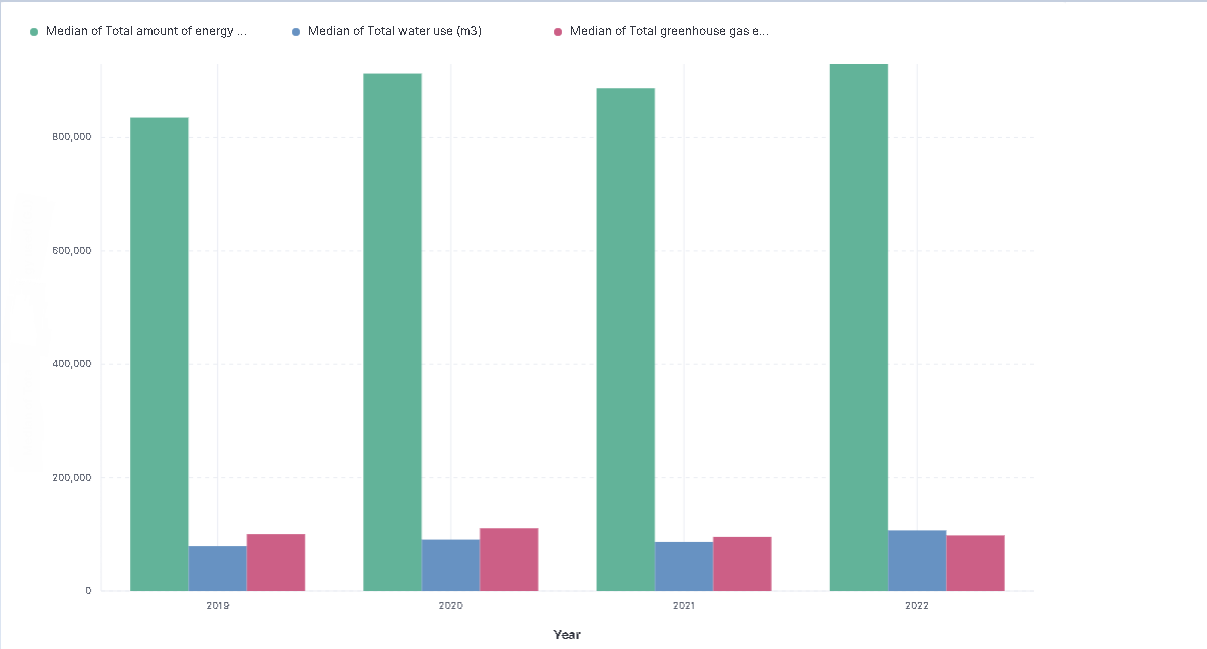 Median of Total amount of energy ...
Median of Total water use (m3)
Median of Total greenhouse gas e...
800,000
600,000
400,000
200,000
0
2019
2020
2021
2022
Year